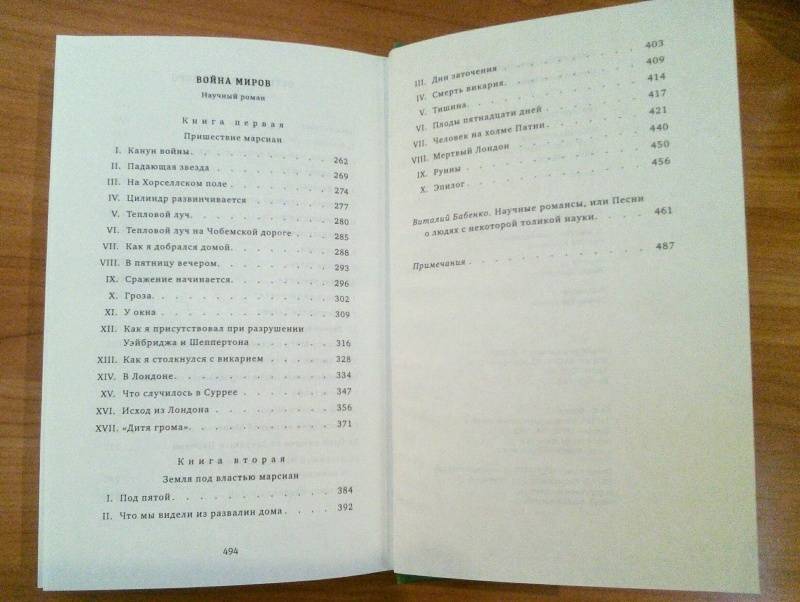 ВОЙНА МИРОВ
Научный роман
Книга первая
Пришествие марсиан
I. Канун войны. . . . . . . . . . 262
II. Падающая звезда . . . . . . . . 269
III. На Хорселлском поле . . . . . . . 274
IV. Цилиндр развинчивается . . . . . . 277
V. Тепловой луч. . . . . . . . . . 280
VI. Тепловой луч на Чобемской дороге . . . . 285
VII. Как я добрался домой. . . . . . . 288
VIII. В пятницу вечером. . . . . . . . 293
IX. Сражение начинается. . . . . . . 296
X. Гроза. . . . . . . . . . . . 302
XI. У окна . . . . . . . . . . . 309
XII. Как я присутствовал при разрушении
Уэйбриджа и Шеппертона . . . . . 316
XIII. Как я столкнулся с викарием . . . . . 328
XIV. В Лондоне. . . . . . . . . . . 334
XV. Что случилось в Суррее . . . . . . 347
XVI. Исход из Лондона . . . . . . . . 356
XVII. «Дитя грома». . . . . . . . . . 371
Книга вторая
Земля под властью марсиан
I. Под пятой. . . . . . . . . . . 384
II. Что мы видели из развалин дома . . . . 392
494
III. Дни заточения . . . . . . . . . 403
IV. Смерть викария. . . . . . . . . 409
V. Тишина. . . . . . . . . . . 414
VI. Плоды пятнадцати дней . . . . . . 417
VII. Человек на холме Патни . . . . . . 421
VIII. Мертвый Лондон . . . . . . . . 440
IX. Руины . . . . . . . . . . . 450
X. Эпилог . . . . . . . . . . . 456
Виталий Бабенко. Научные романсы, или Песни
о людях с некоторой толикой науки. . . . 461
Примечания . . . . . . . . . . . 487